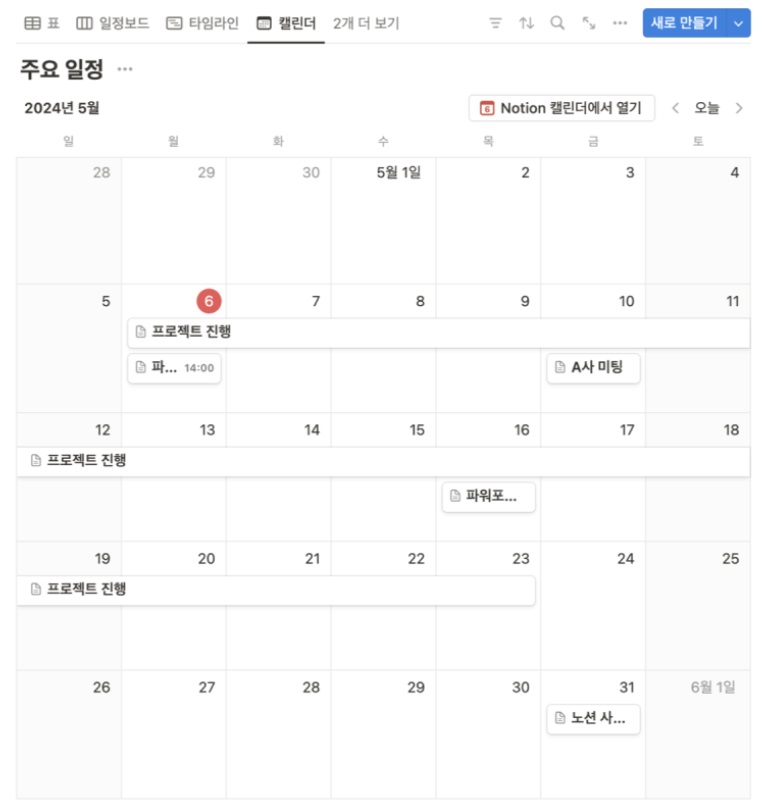 표 일정보드 타임라인 캘린더 2개 더 보기 새로 만들기
주요 일정 ...
2024년 5월 6 Notion 캘린더에서 열기 오늘
일 월 화 수 목 금 토
28 29 30 5월 1일 2 3 4
5 6 7 8 9 10 11
프로젝트 진행
파... 14:00 A사 미팅
12 13 14 15 16 17 18
프로젝트 진행
파워포...
19 20 21 22 23 24 25
프로젝트 진행
26 27 28 29 30 31 6월 1일
노션 사...